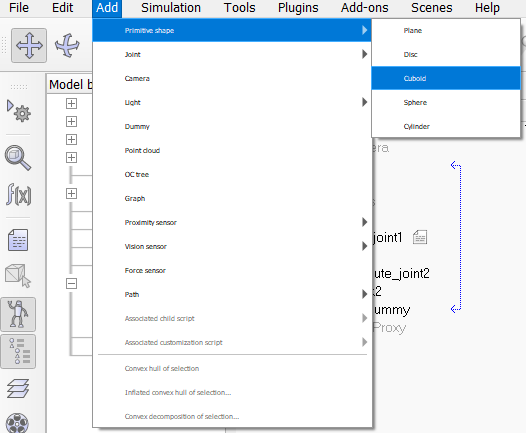 File Edit Add Simulation Tools Plugins Add-ons Scenes Help
Model b
Primitive shape
Joint
Camera
Light
Dummy
Point cloud
OC tree
Graph
Proximity sensor
Vision sensor
Force sensor
Path
Associated child script
Associated customization script
Convex hull of selection
Inflated convex hull of selection...
Convex decomposition of selection...
Plane
Disc
Cuboid
Sphere
Cylinder
era
joint1
ute_joint2
2
ummy
Proxy
f(x)